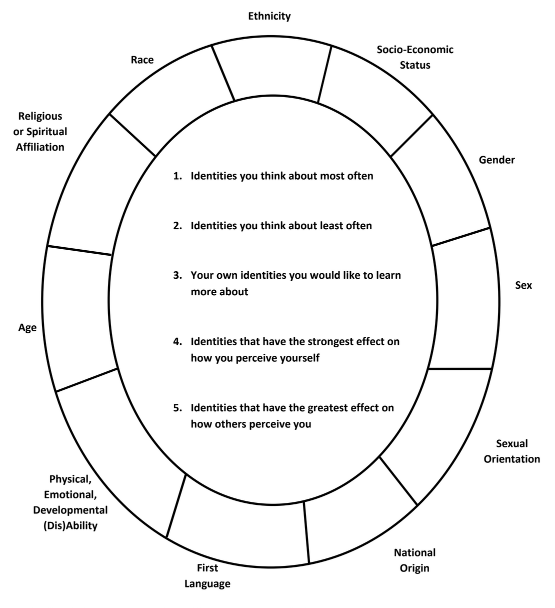 Ethnicity
Socio-Economic
Status
Gender
Sex
Sexual
Orientation
National
Origin
First
Language
Physical,
Emotional,
Developmental
(Dis)Ability
Age
Religious
or Spiritual
Affiliation
Race
1. Identities you think about most often
2. Identities you think about least often
3. Your own identities you would like to learn
more about
4. Identities that have the strongest effect on
how you perceive yourself
5. Identities that have the greatest effect on
how others perceive you